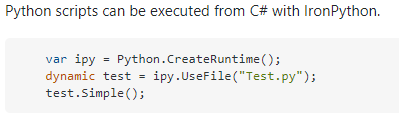 Python scripts can be executed from C# with IronPython.
var ipy = Python.CreateRuntime();
dynamic test = ipy.UseFile("Test.py");
test.Simple();